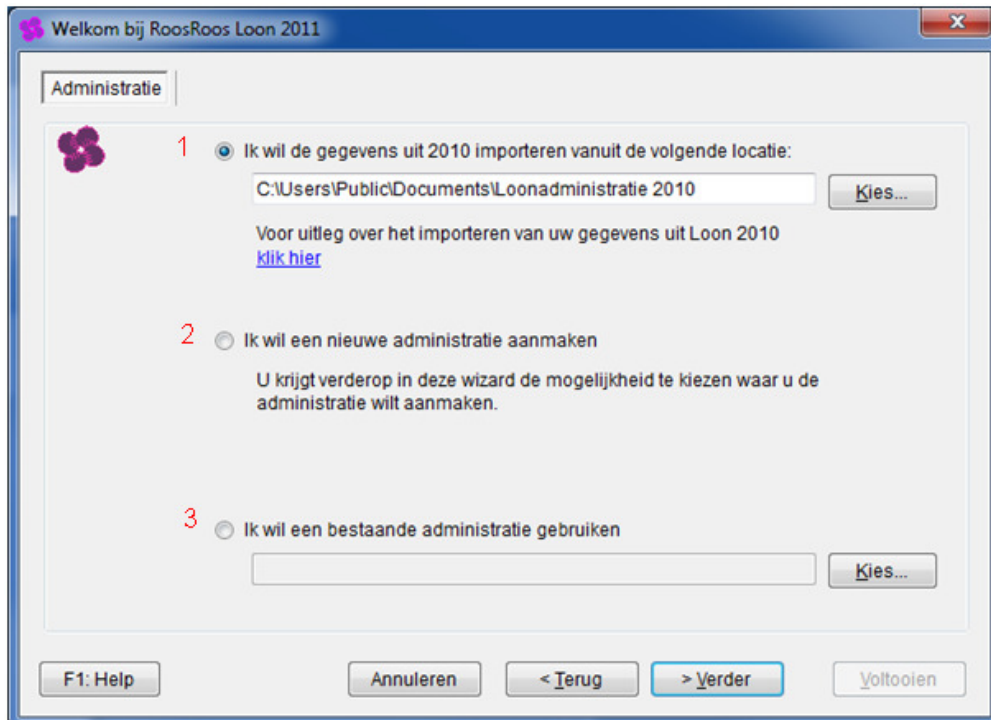 Welkom bij RoosRoos Loon 2011
Administratie
1 Ik wil de gegevens uit 2010 importeren vanuit de volgende locatie:
C:\Users\Public\Documents\Loonadministratie 2010 Kies...
Voor uitleg over het importeren van uw gegevens uit Loon 2010
klik hier
2 Ik wil een nieuwe administratie aanmaken
U krijgt verderop in deze wizard de mogelijkheid te kiezen waar u de
administratie wilt aanmaken.
3 Ik wil een bestaande administratie gebruiken
Kies...
F1: Help Annuleren < Terug > Verder Voltooien